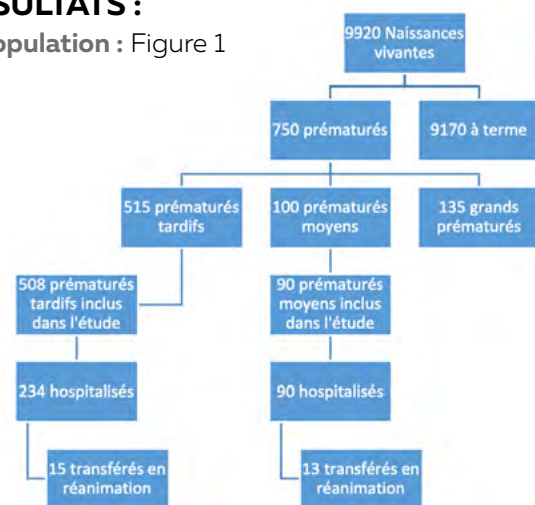 SULTATS :
opulation : Figure 1
9920 Naissances
vivantes
750 prématurés
9170 à terme
515 prématurés
tardifs
100 prématurés
moyens
135 grands
prématurés
508 prématurés
tardifs inclus
dans l'étude
90 prématurés
moyens inclus
dans l'étude
234 hospitalisés
90 hospitalisés
15 transférés en
réanimation
13 transférés en
réanimation